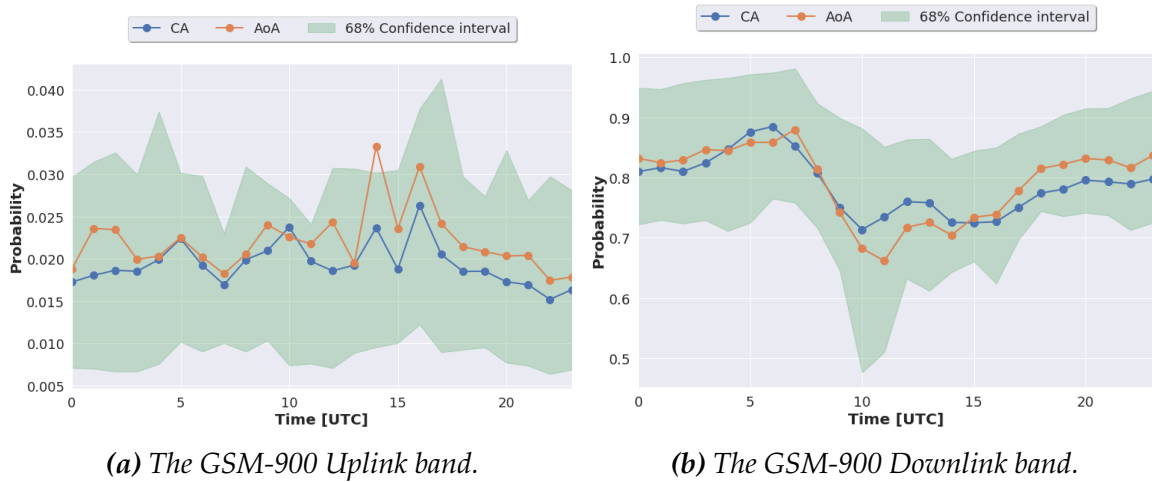 CA AoA 68% Confidence interval
0.040
0.035
0.030
0.025
0.020
0.015
0.010
0.005
Probability
0 5 10 15 20
Time [UTC]
(a) The GSM-900 Uplink band.
CA AoA 68% Confidence interval
1.0
0.9
0.8
0.7
0.6
0.5
Probability
0 5 10 15 20
Time [UTC]
(b) The GSM-900 Downlink band.